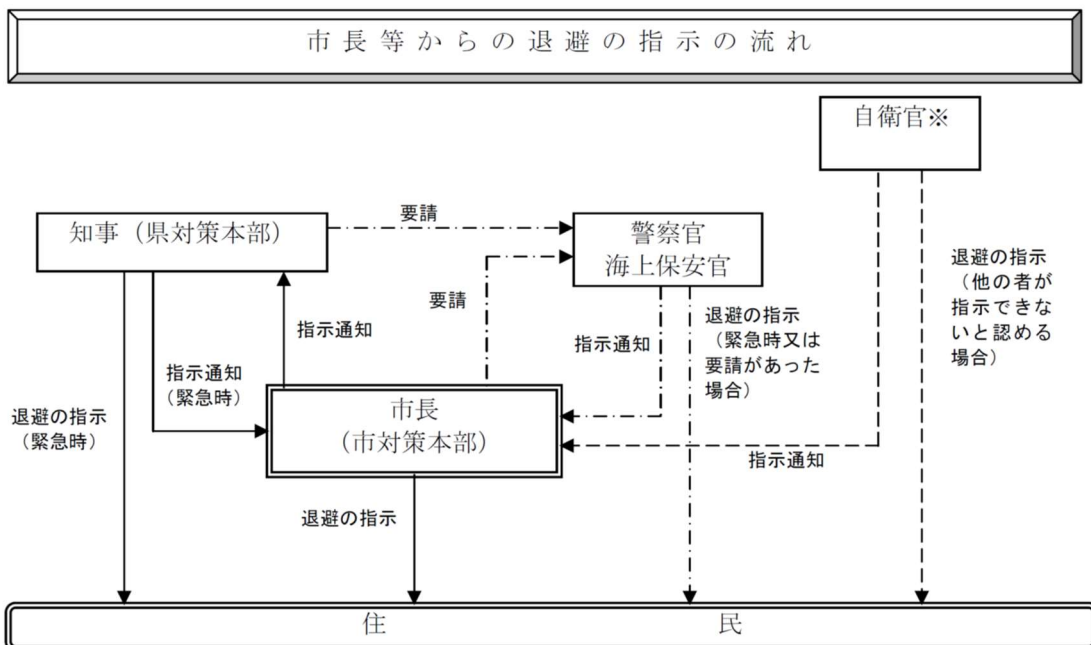 市長等からの退避の指示の流れ
自衛官※
知事（県対策本部）
要請
警察官
海上保安官
要請
指示通知
指示通知
（緊急時）
退避の指示
（緊急時）
指示通知
退避の指示
（緊急時又は
要請があった
場合）
退避の指示
（他の者が
指示できな
いと認める
場合）
市長
（市対策本部）
指示通知
退避の指示
住民